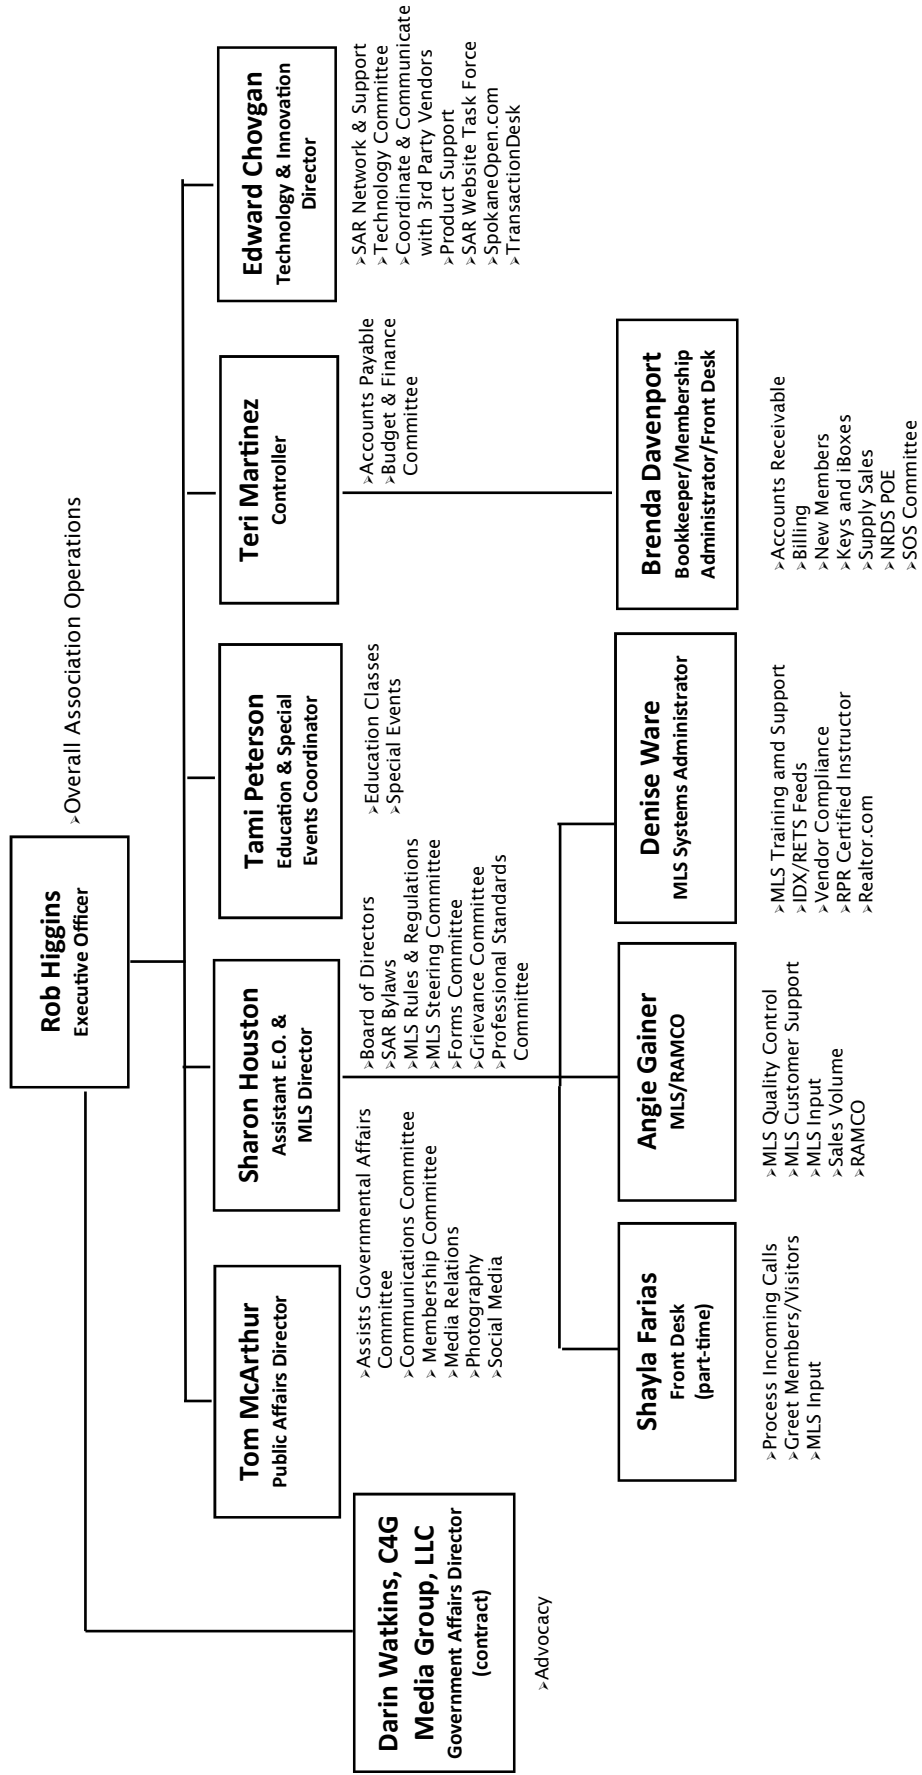 Rob Higgins
Executive Officer
➢Overall Association Operations
Darin Watkins, C4G
Media Group, LLC
Government Affairs Director
(contract)
➢Advocacy
Tom McArthur
Public Affairs Director
➢Assists Governmental Affairs
Committee
➢Communications Committee
➢ Membership Committee
➢Media Relations
➢Photography
➢Social Media
Sharon Houston
Assistant E.O. &
MLS Director
➢Board of Directors
➢SAR Bylaws
➢MLS Rules & Regulations
➢MLS Steering Committee
➢Forms Committee
➢Grievance Committee
➢Professional Standards
Committee
Tami Peterson
Education & Special
Events Coordinator
➢Education Classes
➢Special Events
Teri Martinez
Controller
➢Accounts Payable
➢Budget & Finance
Committee
Edward Chovgan
Technology & Innovation
Director
➢SAR Network & Support
➢Technology Committee
➢Coordinate & Communicate
with 3rd Party Vendors
➢Product Support
➢SAR Website Task Force
➢SpokaneOpen.com
➢TransactionDesk
Shayla Farias
Front Desk
(part-time)
➢Process Incoming Calls
➢Greet Members/Visitors
➢MLS Input
Angie Gainer
MLS/RAMCO
➢MLS Quality Control
➢MLS Customer Support
➢MLS Input
➢Sales Volume
➢RAMCO
Denise Ware
MLS Systems Administrator
➢MLS Training amd Support
➢IDX/RETS Feeds
➢Vendor Compliance
➢RPR Certified Instructor
➢Realtor.com
Brenda Davenport
Bookkeeper/Membership
Administrator/Front Desk
➢Accounts Receivable
➢Billing
➢New Members
➢Keys and iBoxes
➢Supply Sales
➢NRDS POE
➢SOS Committee